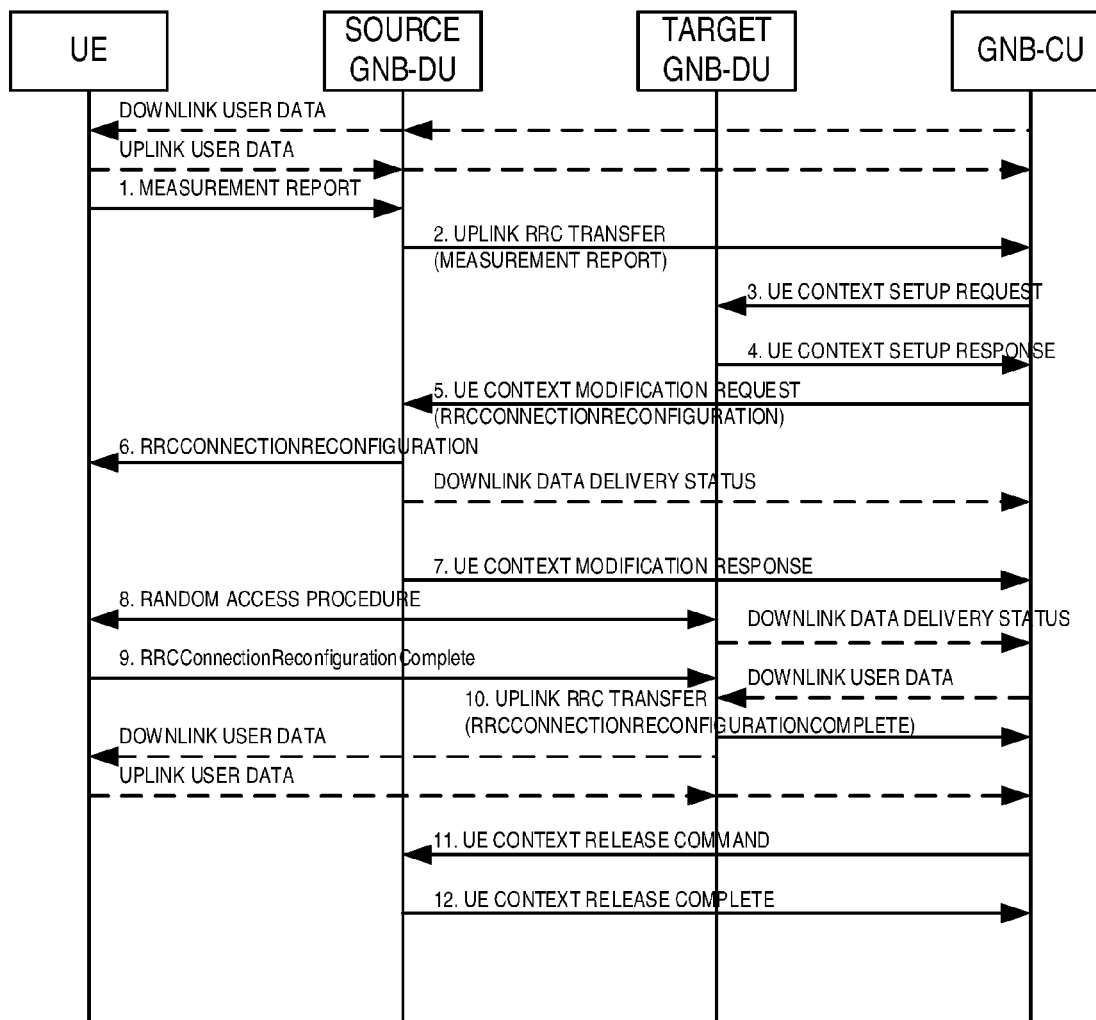 UE
SOURCE
GNB-DU
TARGET
GNB-DU
GNB-CU
DOWNLINK USER DATA
UPLINK USER DATA
1. MEASUREMENT REPORT
2. UPLINK RRC TRANSFER
(MEASUREMENT REPORT)
3. UE CONTEXT SETUP REQUEST
4. UE CONTEXT SETUP RESPONSE
5. UE CONTEXT MODIFICATION REQUEST
(RRCCONNECTIONRECONFIGURATION)
6. RRCCONNECTIONRECONFIGURATION
DOWNLINK DATA DELIVERY STATUS
7. UE CONTEXT MODIFICATION RESPONSE
8. RANDOM ACCESS PROCEDURE
DOWNLINK DATA DELIVERY STATUS
9. RRCConnectionReconfigurationComplete
DOWNLINK USER DATA
10. UPLINK RRC TRANSFER
(RRCCONNECTIONRECONFIGURATIONCOMPLETE)
DOWNLINK USER DATA
UPLINK USER DATA
11. UE CONTEXT RELEASE COMMAND
12. UE CONTEXT RELEASE COMPLETE